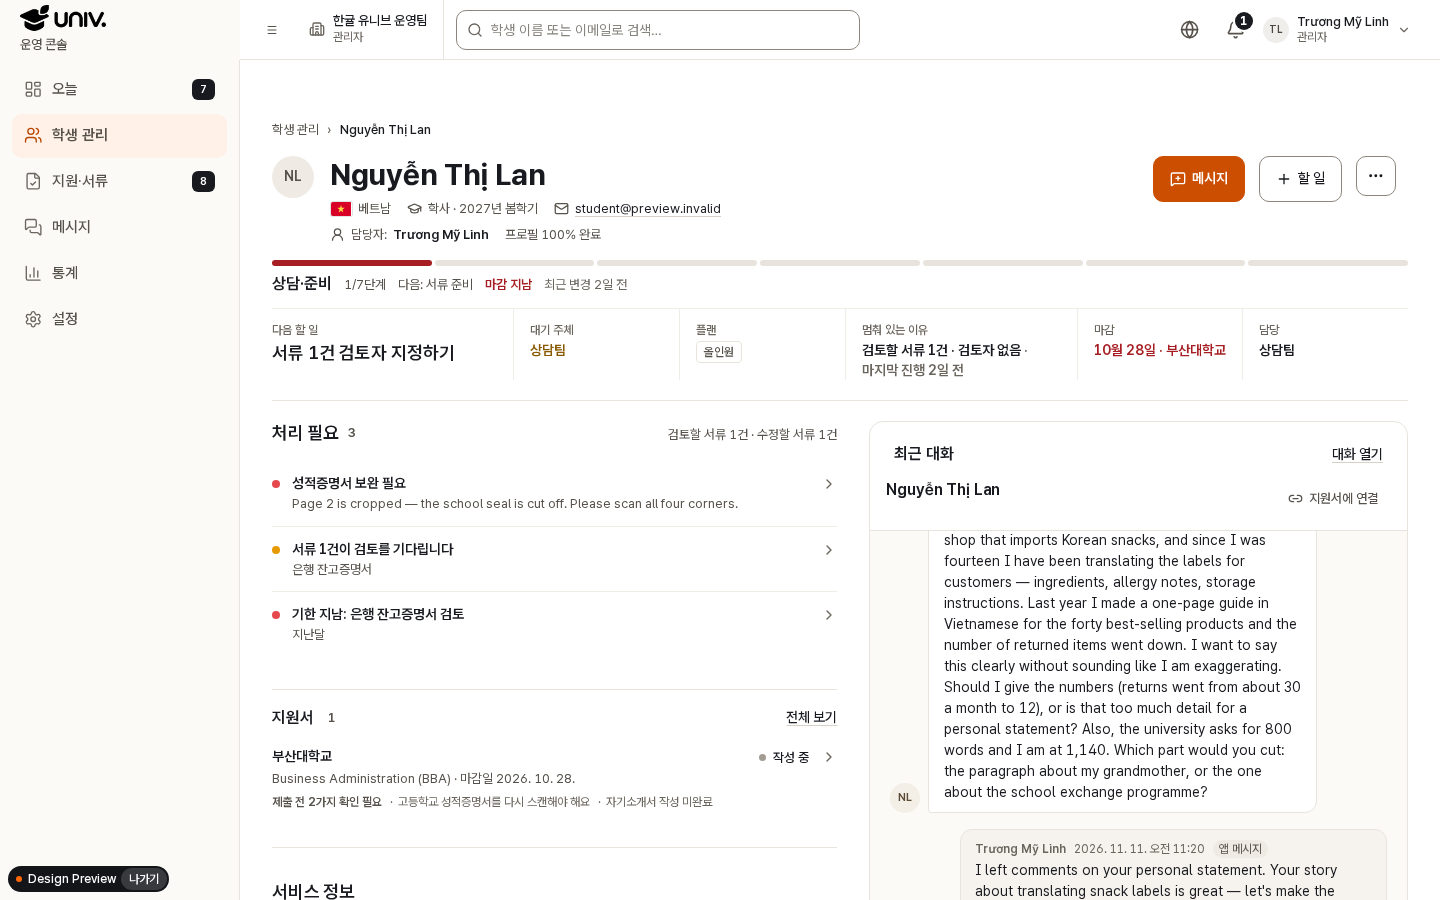 UNIV.
운영 콘솔
오늘
7
학생 관리
지원·서류
8
메시지
통계
설정
Design Preview
나가기
한귤 유니브 운영팀
관리자
학생 이름 또는 이메일로 검색...
1
TL
Trương Mỹ Linh
관리자
학생 관리 › Nguyễn Thị Lan
NL
Nguyễn Thị Lan
메시지
할 일
베트남
학사 · 2027년 봄학기
student@preview.invalid
담당자: Trương Mỹ Linh
프로필 100% 완료
상담·준비
1/7단계
다음: 서류 준비
마감 지남
최근 변경 2일 전
다음 할 일
서류 1건 검토자 지정하기
대기 주체
상담팀
플랜
올인원
멈춰 있는 이유
검토할 서류 1건 · 검토자 없음 ·
마지막 진행 2일 전
마감
10월 28일 · 부산대학교
담당
상담팀
처리 필요 3
검토할 서류 1건 · 수정할 서류 1건
성적증명서 보완 필요
Page 2 is cropped — the school seal is cut off. Please scan all four corners.
서류 1건이 검토를 기다립니다
은행 잔고증명서
기한 지남: 은행 잔고증명서 검토
지난달
지원서 1
전체 보기
부산대학교
작성 중
Business Administration (BBA) · 마감일 2026. 10. 28.
제출 전 2가지 확인 필요 · 고등학교 성적증명서를 다시 스캔해야 해요 · 자기소개서 작성 미완료
서비스 정보
최근 대화
대화 열기
Nguyễn Thị Lan
지원서에 연결
shop that imports Korean snacks, and since I was
fourteen I have been translating the labels for
customers — ingredients, allergy notes, storage
instructions. Last year I made a one-page guide in
Vietnamese for the forty best-selling products and the
number of returned items went down. I want to say
this clearly without sounding like I am exaggerating.
Should I give the numbers (returns went from about 30
a month to 12), or is that too much detail for a
personal statement? Also, the university asks for 800
words and I am at 1,140. Which part would you cut:
the paragraph about my grandmother, or the one
about the school exchange programme?
NL
Trương Mỹ Linh 2026. 11. 11. 오전 11:20 앱 메시지
I left comments on your personal statement. Your story
about translating snack labels is great — let's make the